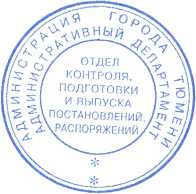 АДМИНИСТРАЦИЯ ГОРОДА ТЮМЕНИ
АДМИНИСТРАТИВНЫЙ ДЕПАРТАМЕНТ
ОТДЕЛ
КОНТРОЛЯ,
ПОДГОТОВКИ
И ВЫПУСКА
ПОСТАНОВЛЕНИЙ,
РАСПОРЯЖЕНИЙ